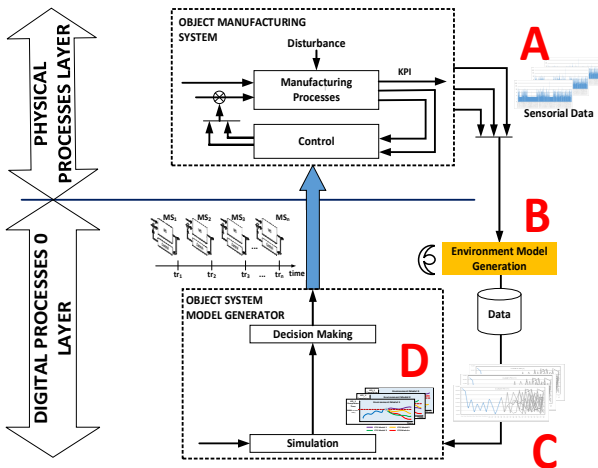 OBJECT MANUFACTURING
SYSTEM
Disturbance
Manufacturing
Processes
KPI
Control
A
Sensorial Data
PHYSICAL
PROCESSES LAYER
MS1 MS2 MS3 MSn
...
tr1 tr2 tr3 ... trn time
B
Environment Model
Generation
Data
DIGITAL PROCESSES 0
LAYER
OBJECT SYSTEM
MODEL GENERATOR
Decision Making
D
Simulation
C